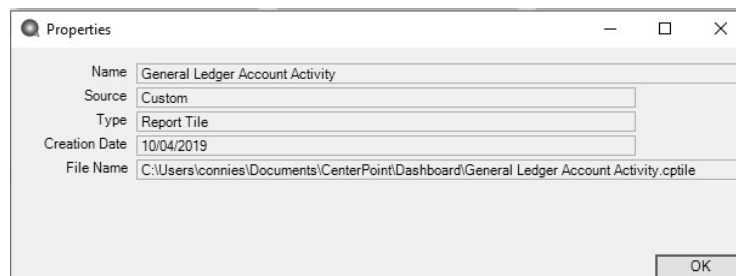 Properties
Name General Ledger Account Activity
Source Custom
Type Report Tile
Creation Date 10/04/2019
File Name C:\Users\connies\Documents\CenterPoint\Dashboard\General Ledger Account Activity.cptile
OK